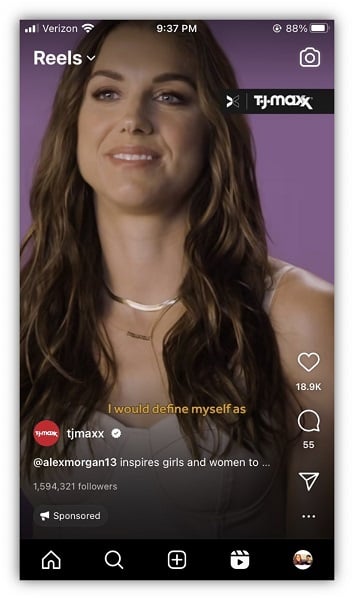 Verizon 9:37 PM 88%
Reels
T·J·maxx
I would define myself as
18.9K
T·J·maxx
tjmaxx
55
@alexmorgan13 inspires girls and women to ...
1,594,321 followers
Sponsored